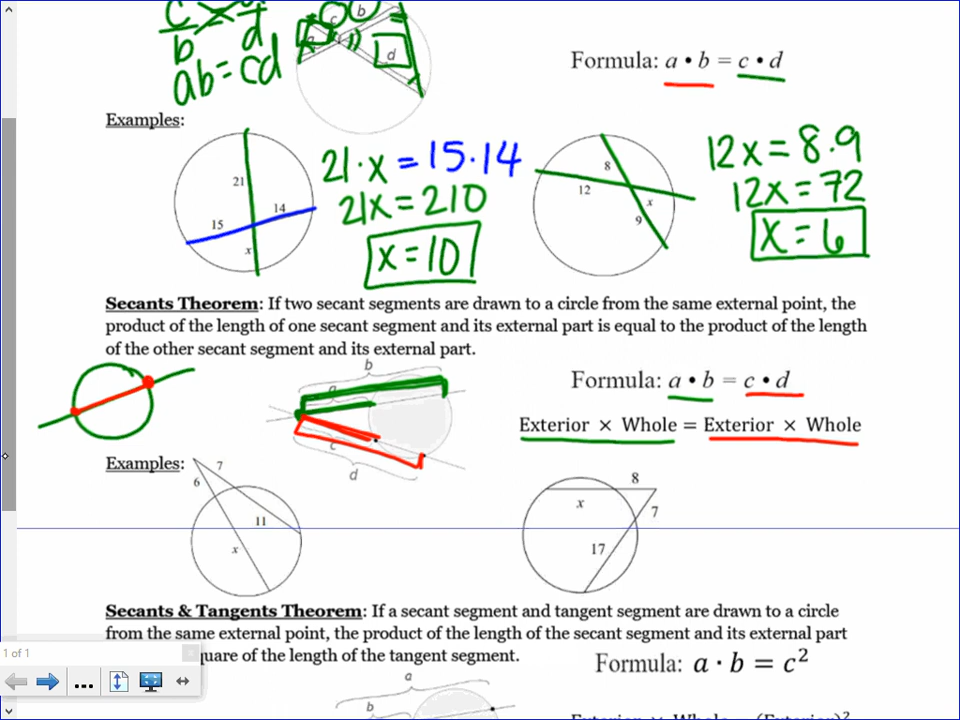 c
b
d
ab=cd
c
b
d
Formula: a • b = c • d
Examples:
21
14
15
x
21·x = 15·14
21x = 210
x = 10
8
12
x
9
12x = 8·9
12x = 72
x = 6
Secants Theorem: If two secant segments are drawn to a circle from the same external point, the
product of the length of one secant segment and its external part is equal to the product of the length
of the other secant segment and its external part.
b
a
c
d
Formula: a • b = c • d
Exterior × Whole = Exterior × Whole
Examples:
7
6
11
x
8
x
7
17
Secants & Tangents Theorem: If a secant segment and tangent segment are drawn to a circle
from the same external point, the product of the length of the secant segment and its external part
quare of the length of the tangent segment.
Formula: a · b = c²
1 of 1
x
...
a
b
Exterior × Whole = (Exterior)²